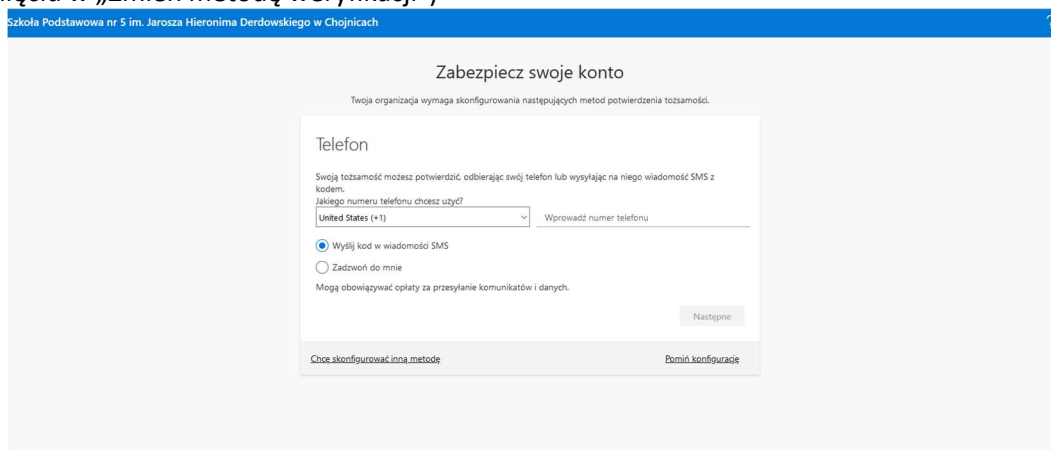 w „Zmień metodę weryfikacji”)
Szkoła Podstawowa nr 5 im. Jarosza Hieronima Derdowskiego w Chojnicach
?
Zabezpiecz swoje konto
Twoja organizacja wymaga skonfigurowania następujących metod potwierdzenia tożsamości.
Telefon
Swoją tożsamość możesz potwierdzić, odbierając swój telefon lub wysyłając na niego wiadomość SMS z
kodem.
Jakiego numeru telefonu chcesz użyć?
United States (+1) Wprowadź numer telefonu
Wyślij kod w wiadomości SMS
Zadzwoń do mnie
Mogą obowiązywać opłaty za przesyłanie komunikatów i danych.
Następne
Chcę skonfigurować inną metodę Pomiń konfigurację